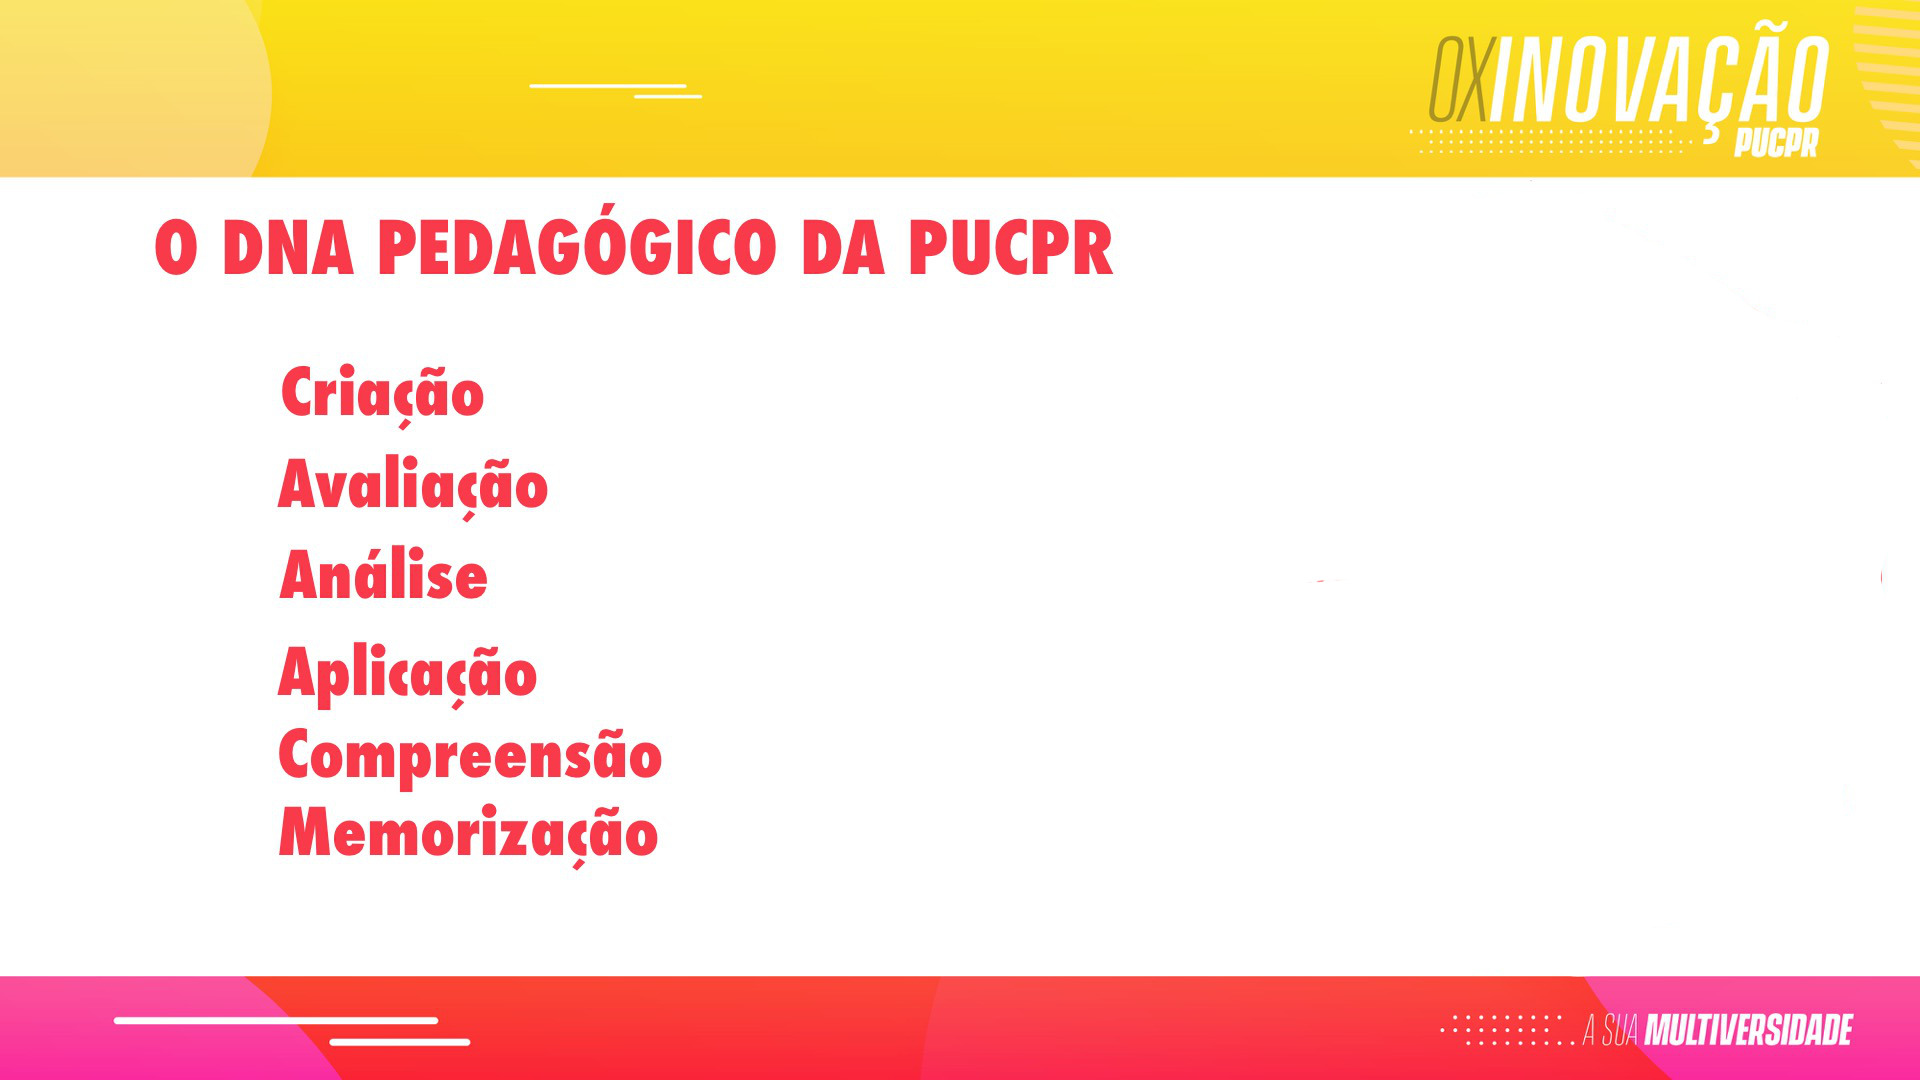 OXINOVAÇÃO
PUCPR
O DNA PEDAGÓGICO DA PUCPR
Criação
Avaliação
Análise
Aplicação
Compreensão
Memorização
A SUA MULTIVERSIDADE